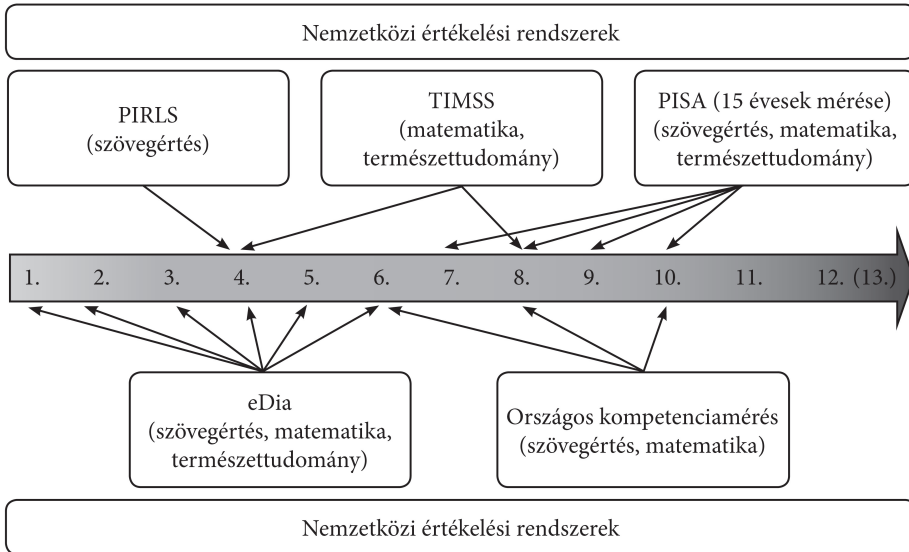 Nemzetközi értékelési rendszerek
PIRLS
(szövegértés)
TIMSS
(matematika,
természettudomány)
PISA (15 évesek mérése)
(szövegértés, matematika,
természettudomány)
1. 2. 3. 4. 5. 6. 7. 8. 9. 10. 11. 12. (13.)
eDia
(szövegértés, matematika,
természettudomány)
Országos kompetenciamérés
(szövegértés, matematika)
Nemzetközi értékelési rendszerek